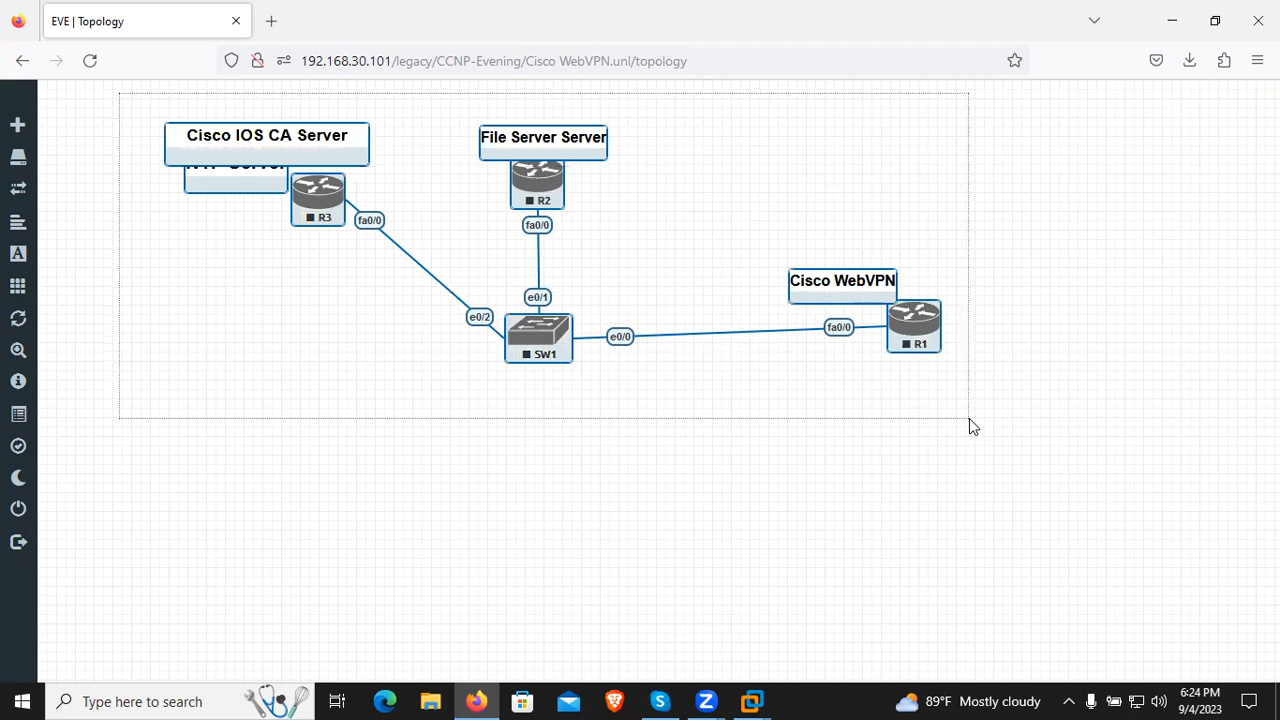 EVE | Topology
192.168.30.101/legacy/CCNP-Evening/Cisco WebVPN.unl/topology
Cisco IOS CA Server
File Server Server
R3
R2
fa0/0
fa0/0
e0/2
e0/1
Cisco WebVPN
SW1
e0/0
fa0/0
R1
Type here to search
89°F Mostly cloudy
6:24 PM
9/4/2023